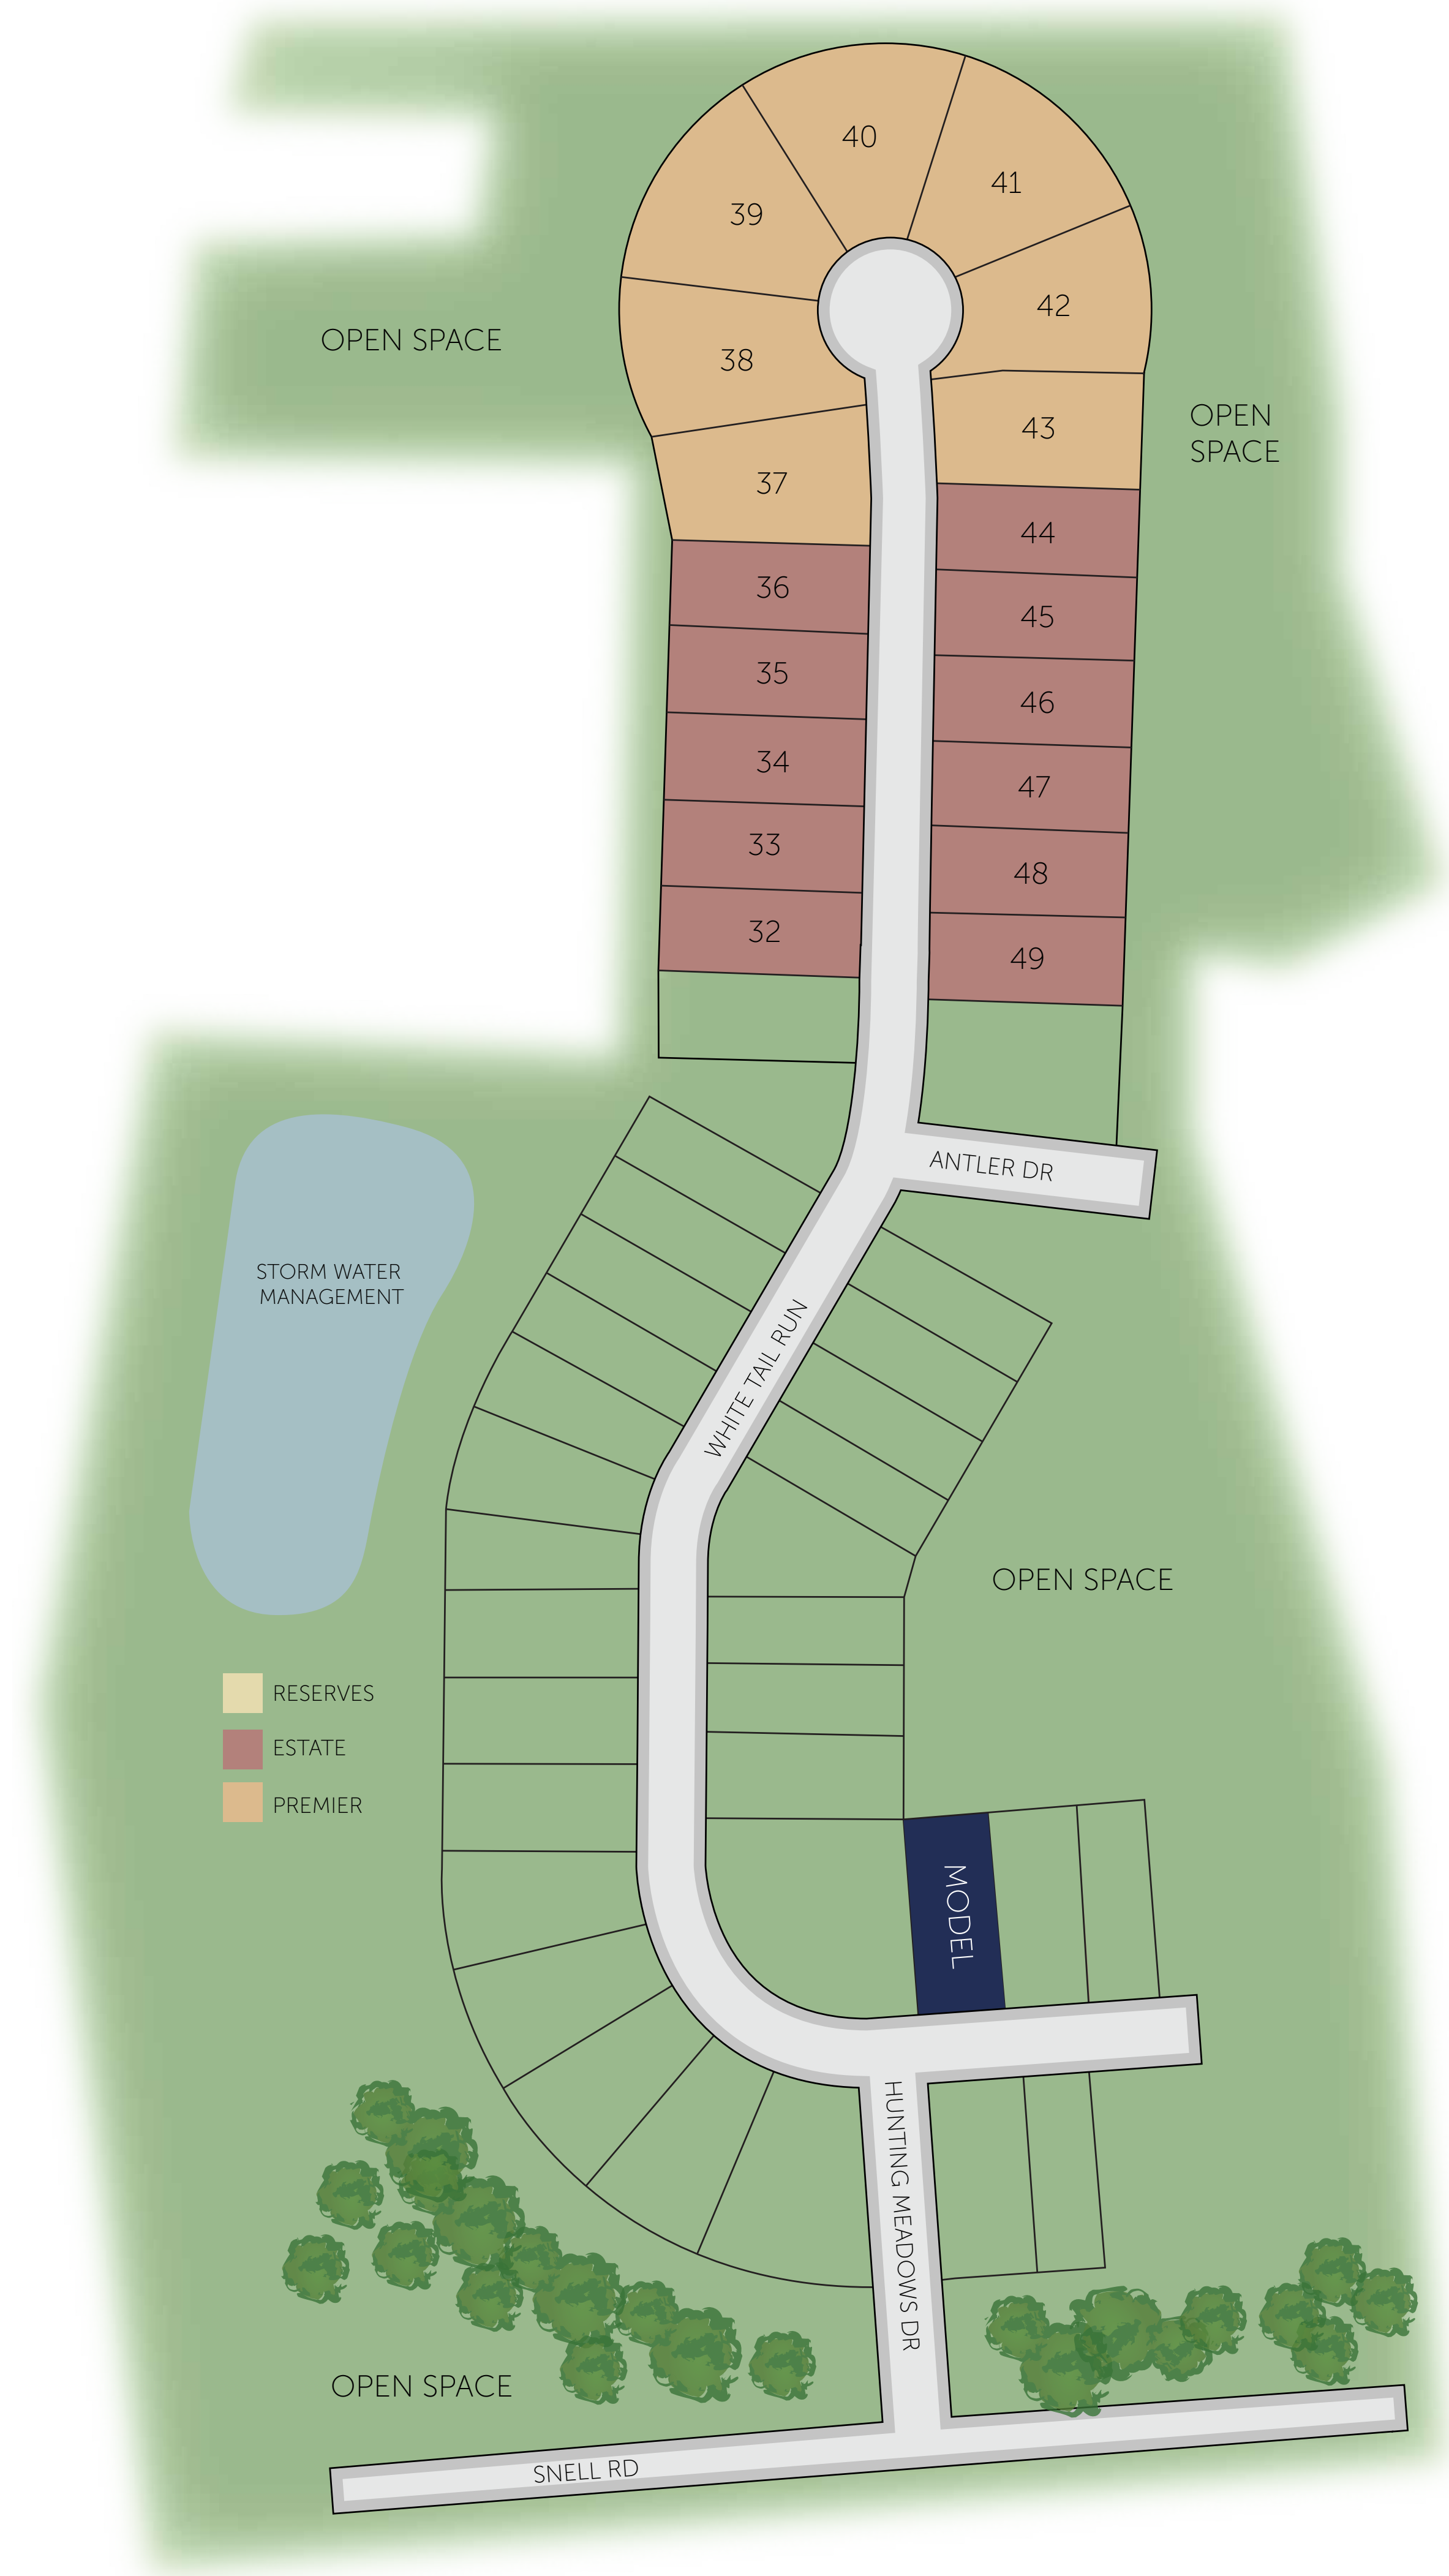 40
41
39
42
OPEN SPACE
38
OPEN
SPACE
43
37
44
36
45
35
46
34
47
33
48
32
49
ANTLER DR
STORM WATER
MANAGEMENT
WHITE TAIL RUN
OPEN SPACE
RESERVES
ESTATE
PREMIER
MODEL
HUNTING MEADOWS DR
OPEN SPACE
SNELL RD